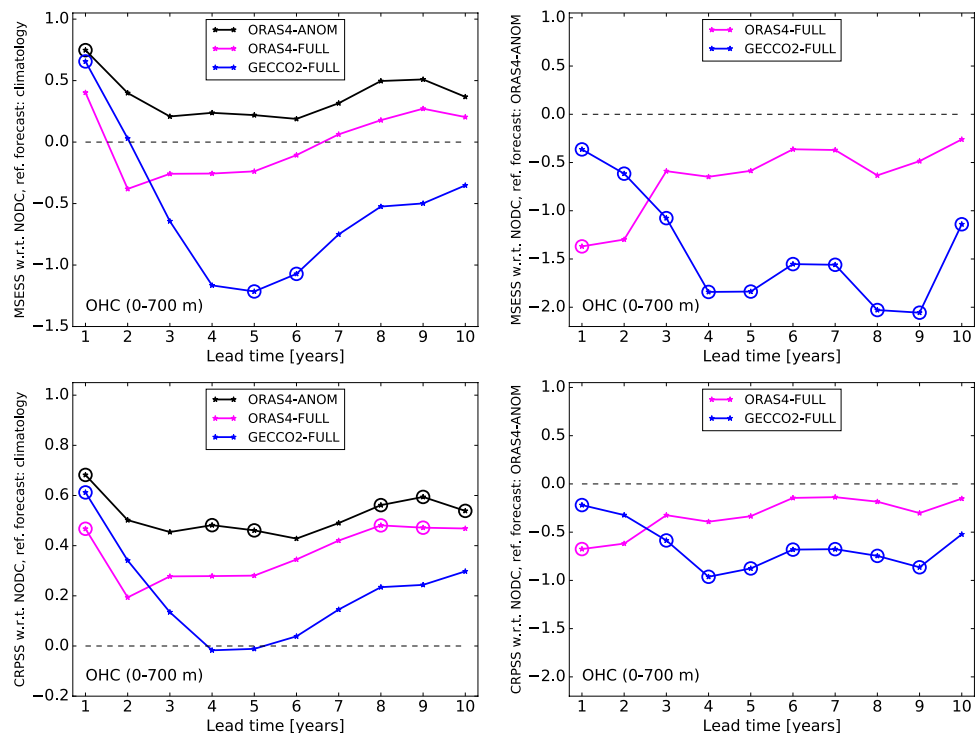 MSESS w.r.t. NODC, ref. forecast: climatology
1.0
0.5
0.0
−0.5
−1.0
−1.5
ORAS4-ANOM
ORAS4-FULL
GECCO2-FULL
OHC (0-700 m)
1 2 3 4 5 6 7 8 9 10
Lead time [years]
MSESS w.r.t. NODC, ref. forecast: ORAS4-ANOM
1.0
0.5
0.0
−0.5
−1.0
−1.5
−2.0
ORAS4-FULL
GECCO2-FULL
OHC (0-700 m)
1 2 3 4 5 6 7 8 9 10
Lead time [years]
CRPSS w.r.t. NODC, ref. forecast: climatology
1.0
0.8
0.6
0.4
0.2
0.0
−0.2
ORAS4-ANOM
ORAS4-FULL
GECCO2-FULL
OHC (0-700 m)
1 2 3 4 5 6 7 8 9 10
Lead time [years]
CRPSS w.r.t. NODC, ref. forecast: ORAS4-ANOM
1.0
0.5
0.0
−0.5
−1.0
−1.5
−2.0
ORAS4-FULL
GECCO2-FULL
OHC (0-700 m)
1 2 3 4 5 6 7 8 9 10
Lead time [years]